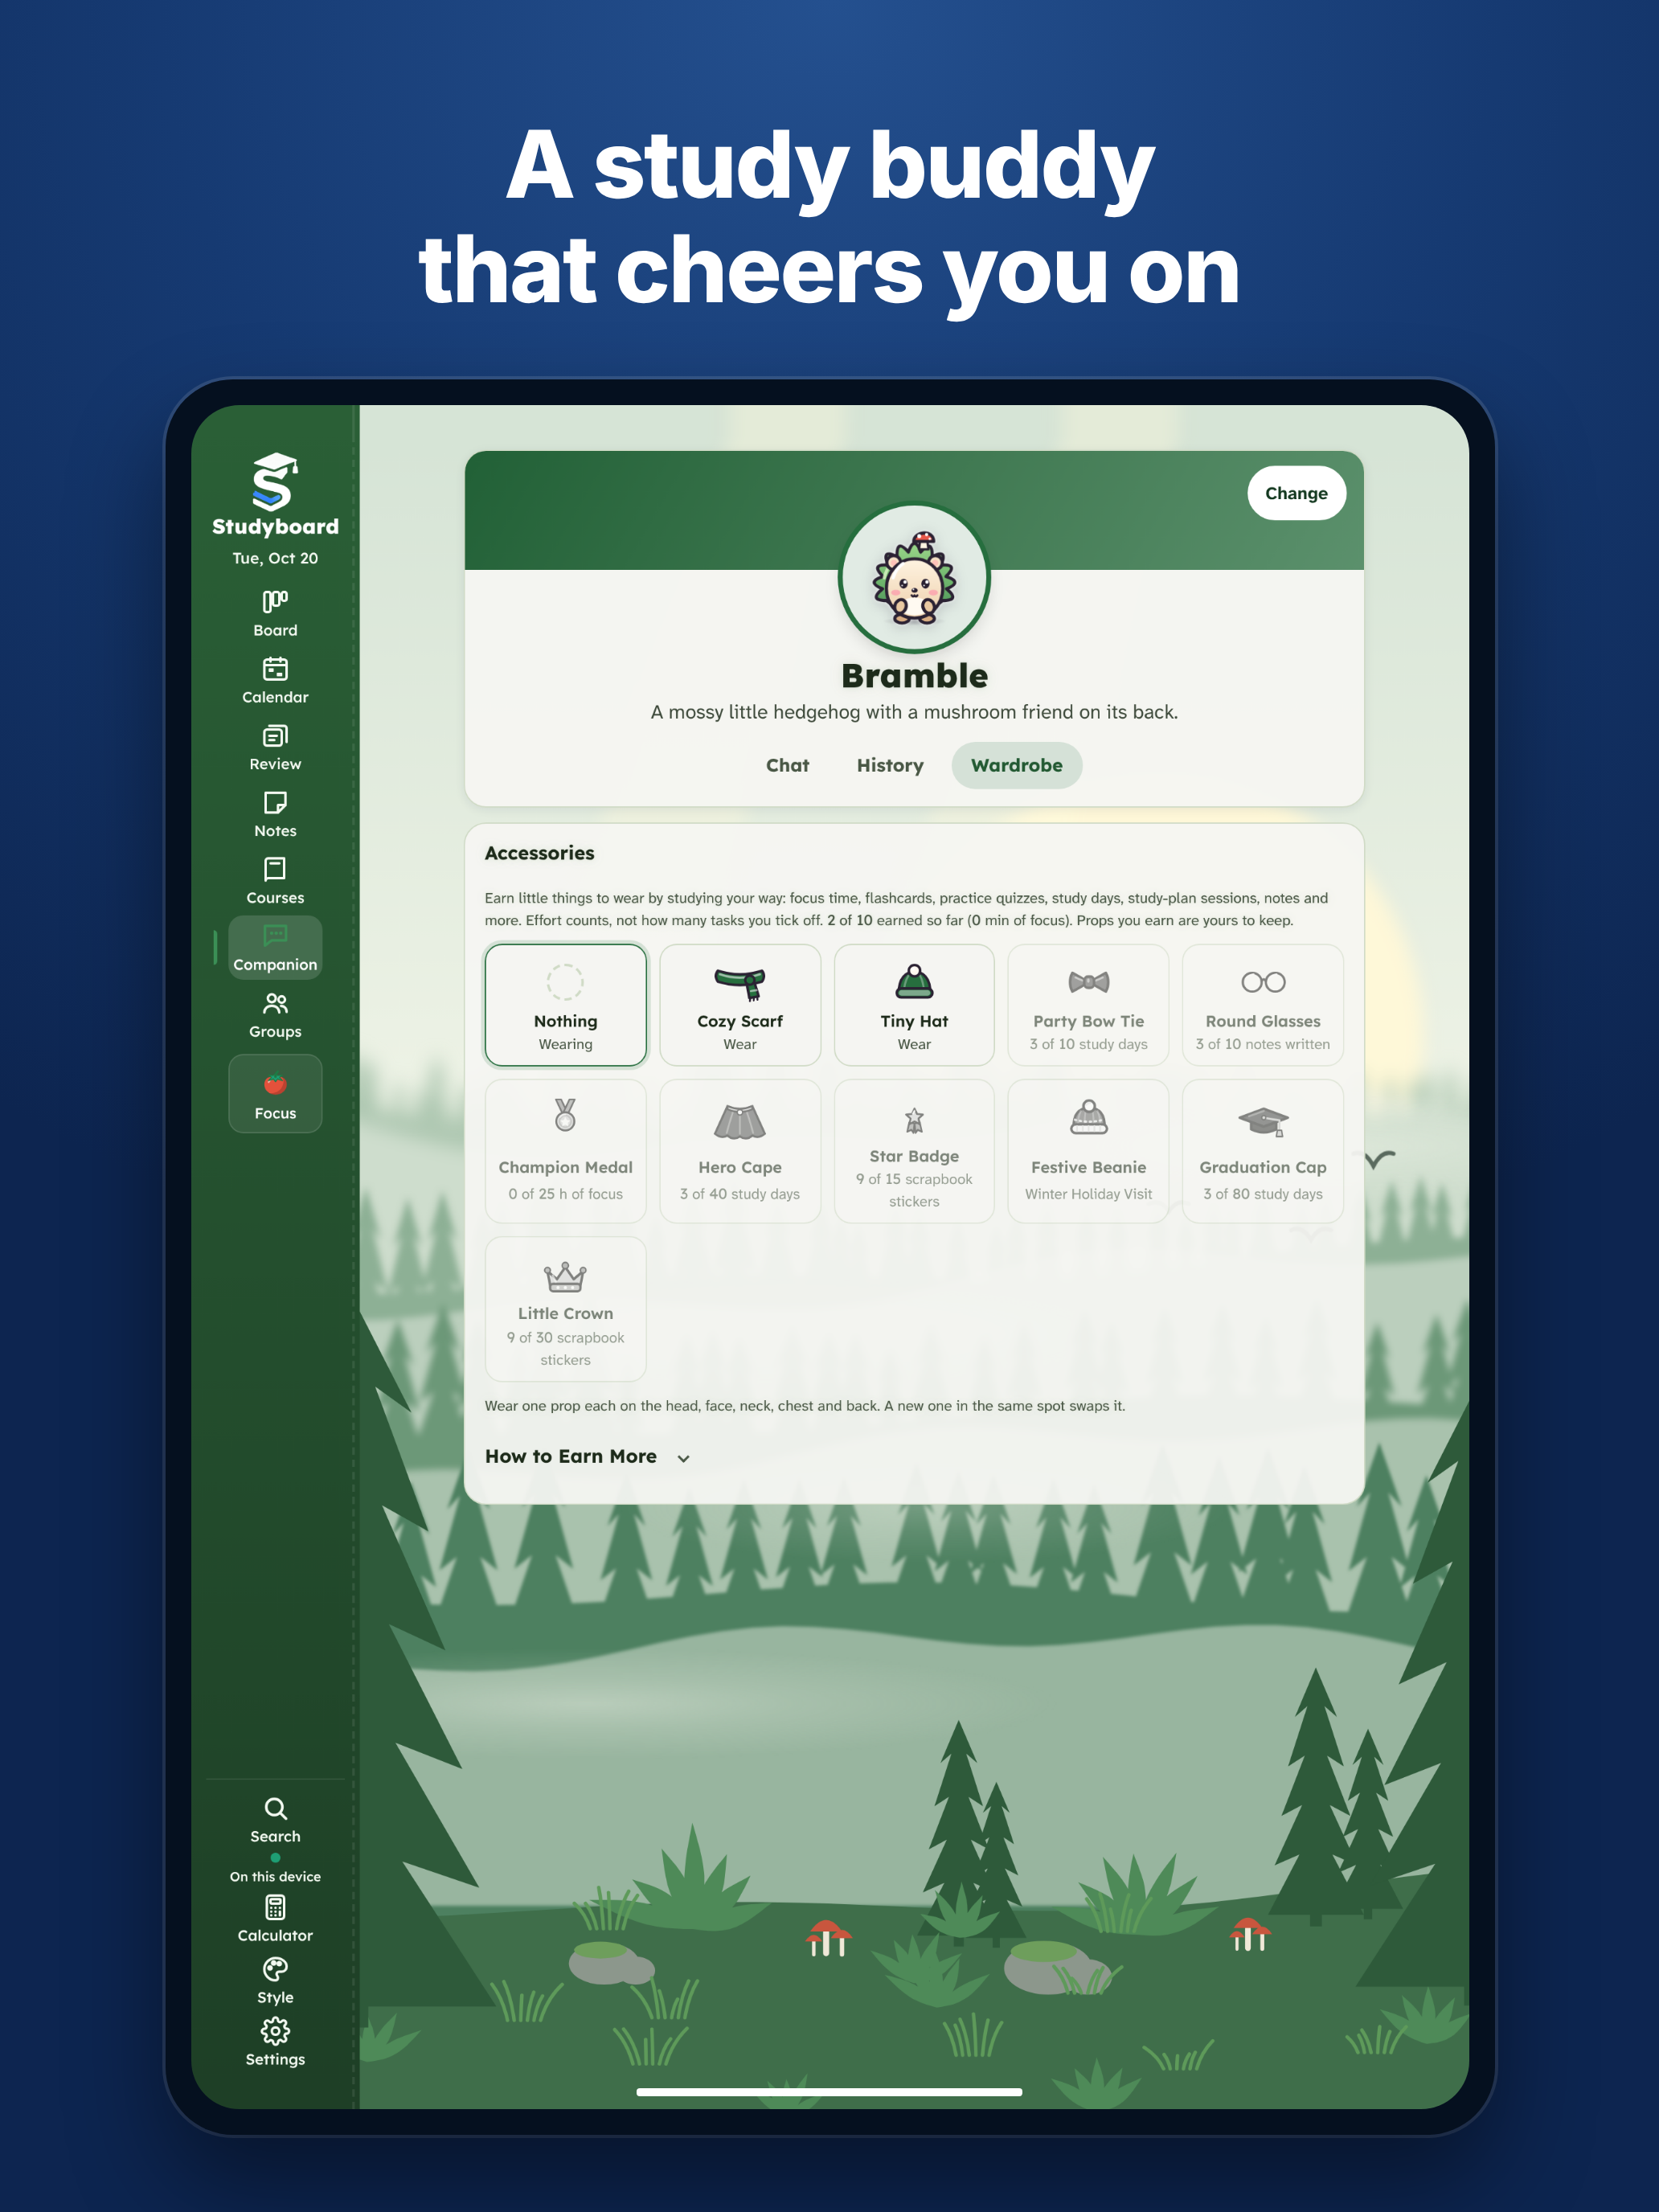 A study buddy
that cheers you on
Studyboard
Tue, Oct 20
Board
Calendar
Review
Notes
Courses
Companion
Groups
Focus
Search
On this device
Calculator
Style
Settings
Change
Bramble
A mossy little hedgehog with a mushroom friend on its back.
Chat
History
Wardrobe
Accessories
Earn little things to wear by studying your way: focus time, flashcards, practice quizzes, study days, study-plan sessions, notes and
more. Effort counts, not how many tasks you tick off. 2 of 10 earned so far (0 min of focus). Props you earn are yours to keep.
Nothing
Wearing
Cozy Scarf
Wear
Tiny Hat
Wear
Party Bow Tie
3 of 10 study days
Round Glasses
3 of 10 notes written
Champion Medal
0 of 25 h of focus
Hero Cape
3 of 40 study days
Star Badge
9 of 15 scrapbook
stickers
Festive Beanie
Winter Holiday Visit
Graduation Cap
3 of 80 study days
Little Crown
9 of 30 scrapbook
stickers
Wear one prop each on the head, face, neck, chest and back. A new one in the same spot swaps it.
How to Earn More